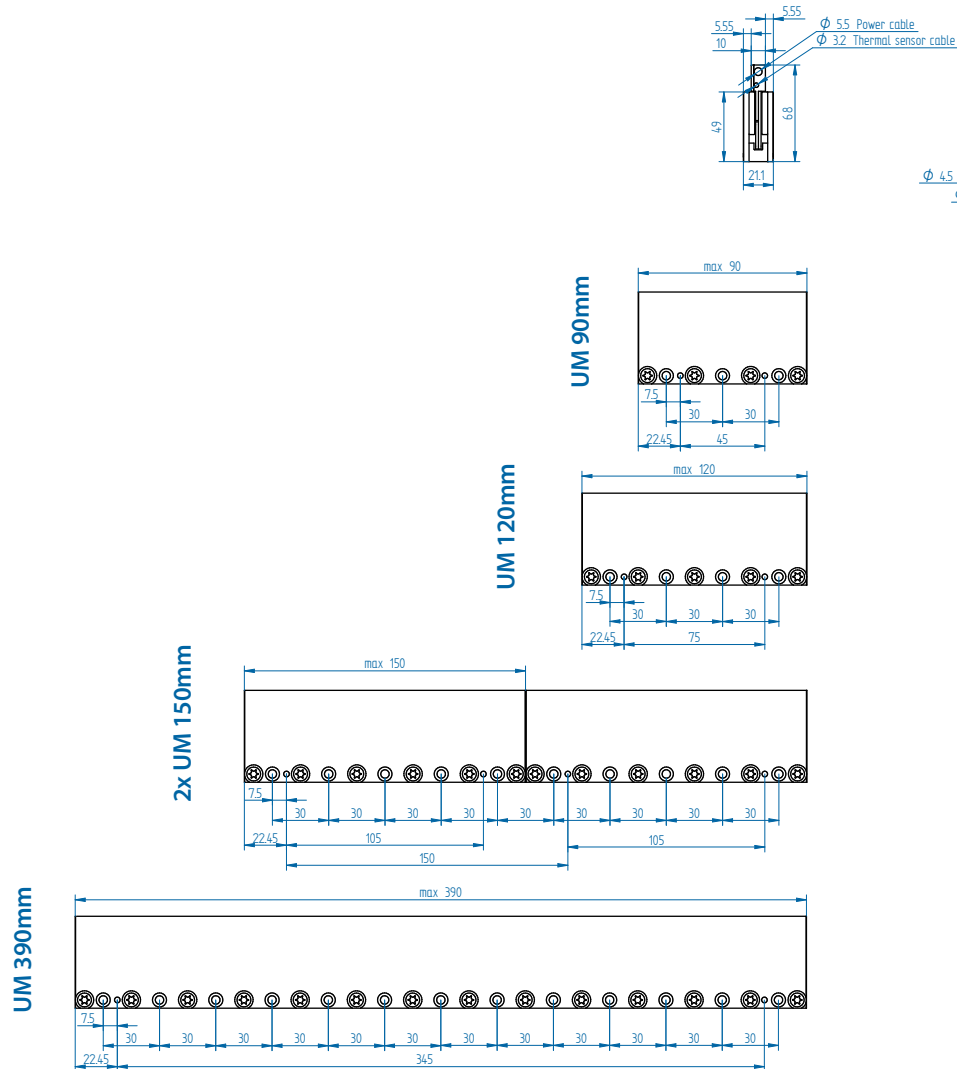 5.55
5.55
ϕ 5.5 Power cable
10
ϕ 3.2 Thermal sensor cable
49
68
21.1
ϕ 4.5
UM 90mm
max 90
7.5
30 30
22.45 45
UM 120mm
max 120
7.5
30 30 30
22.45 75
2x UM 150mm
max 150
7.5
30 30 30 30 30 30 30 30 30
22.45 105 105
150
UM 390mm
max 390
7.5
30 30 30 30 30 30 30 30 30 30 30 30
22.45 345